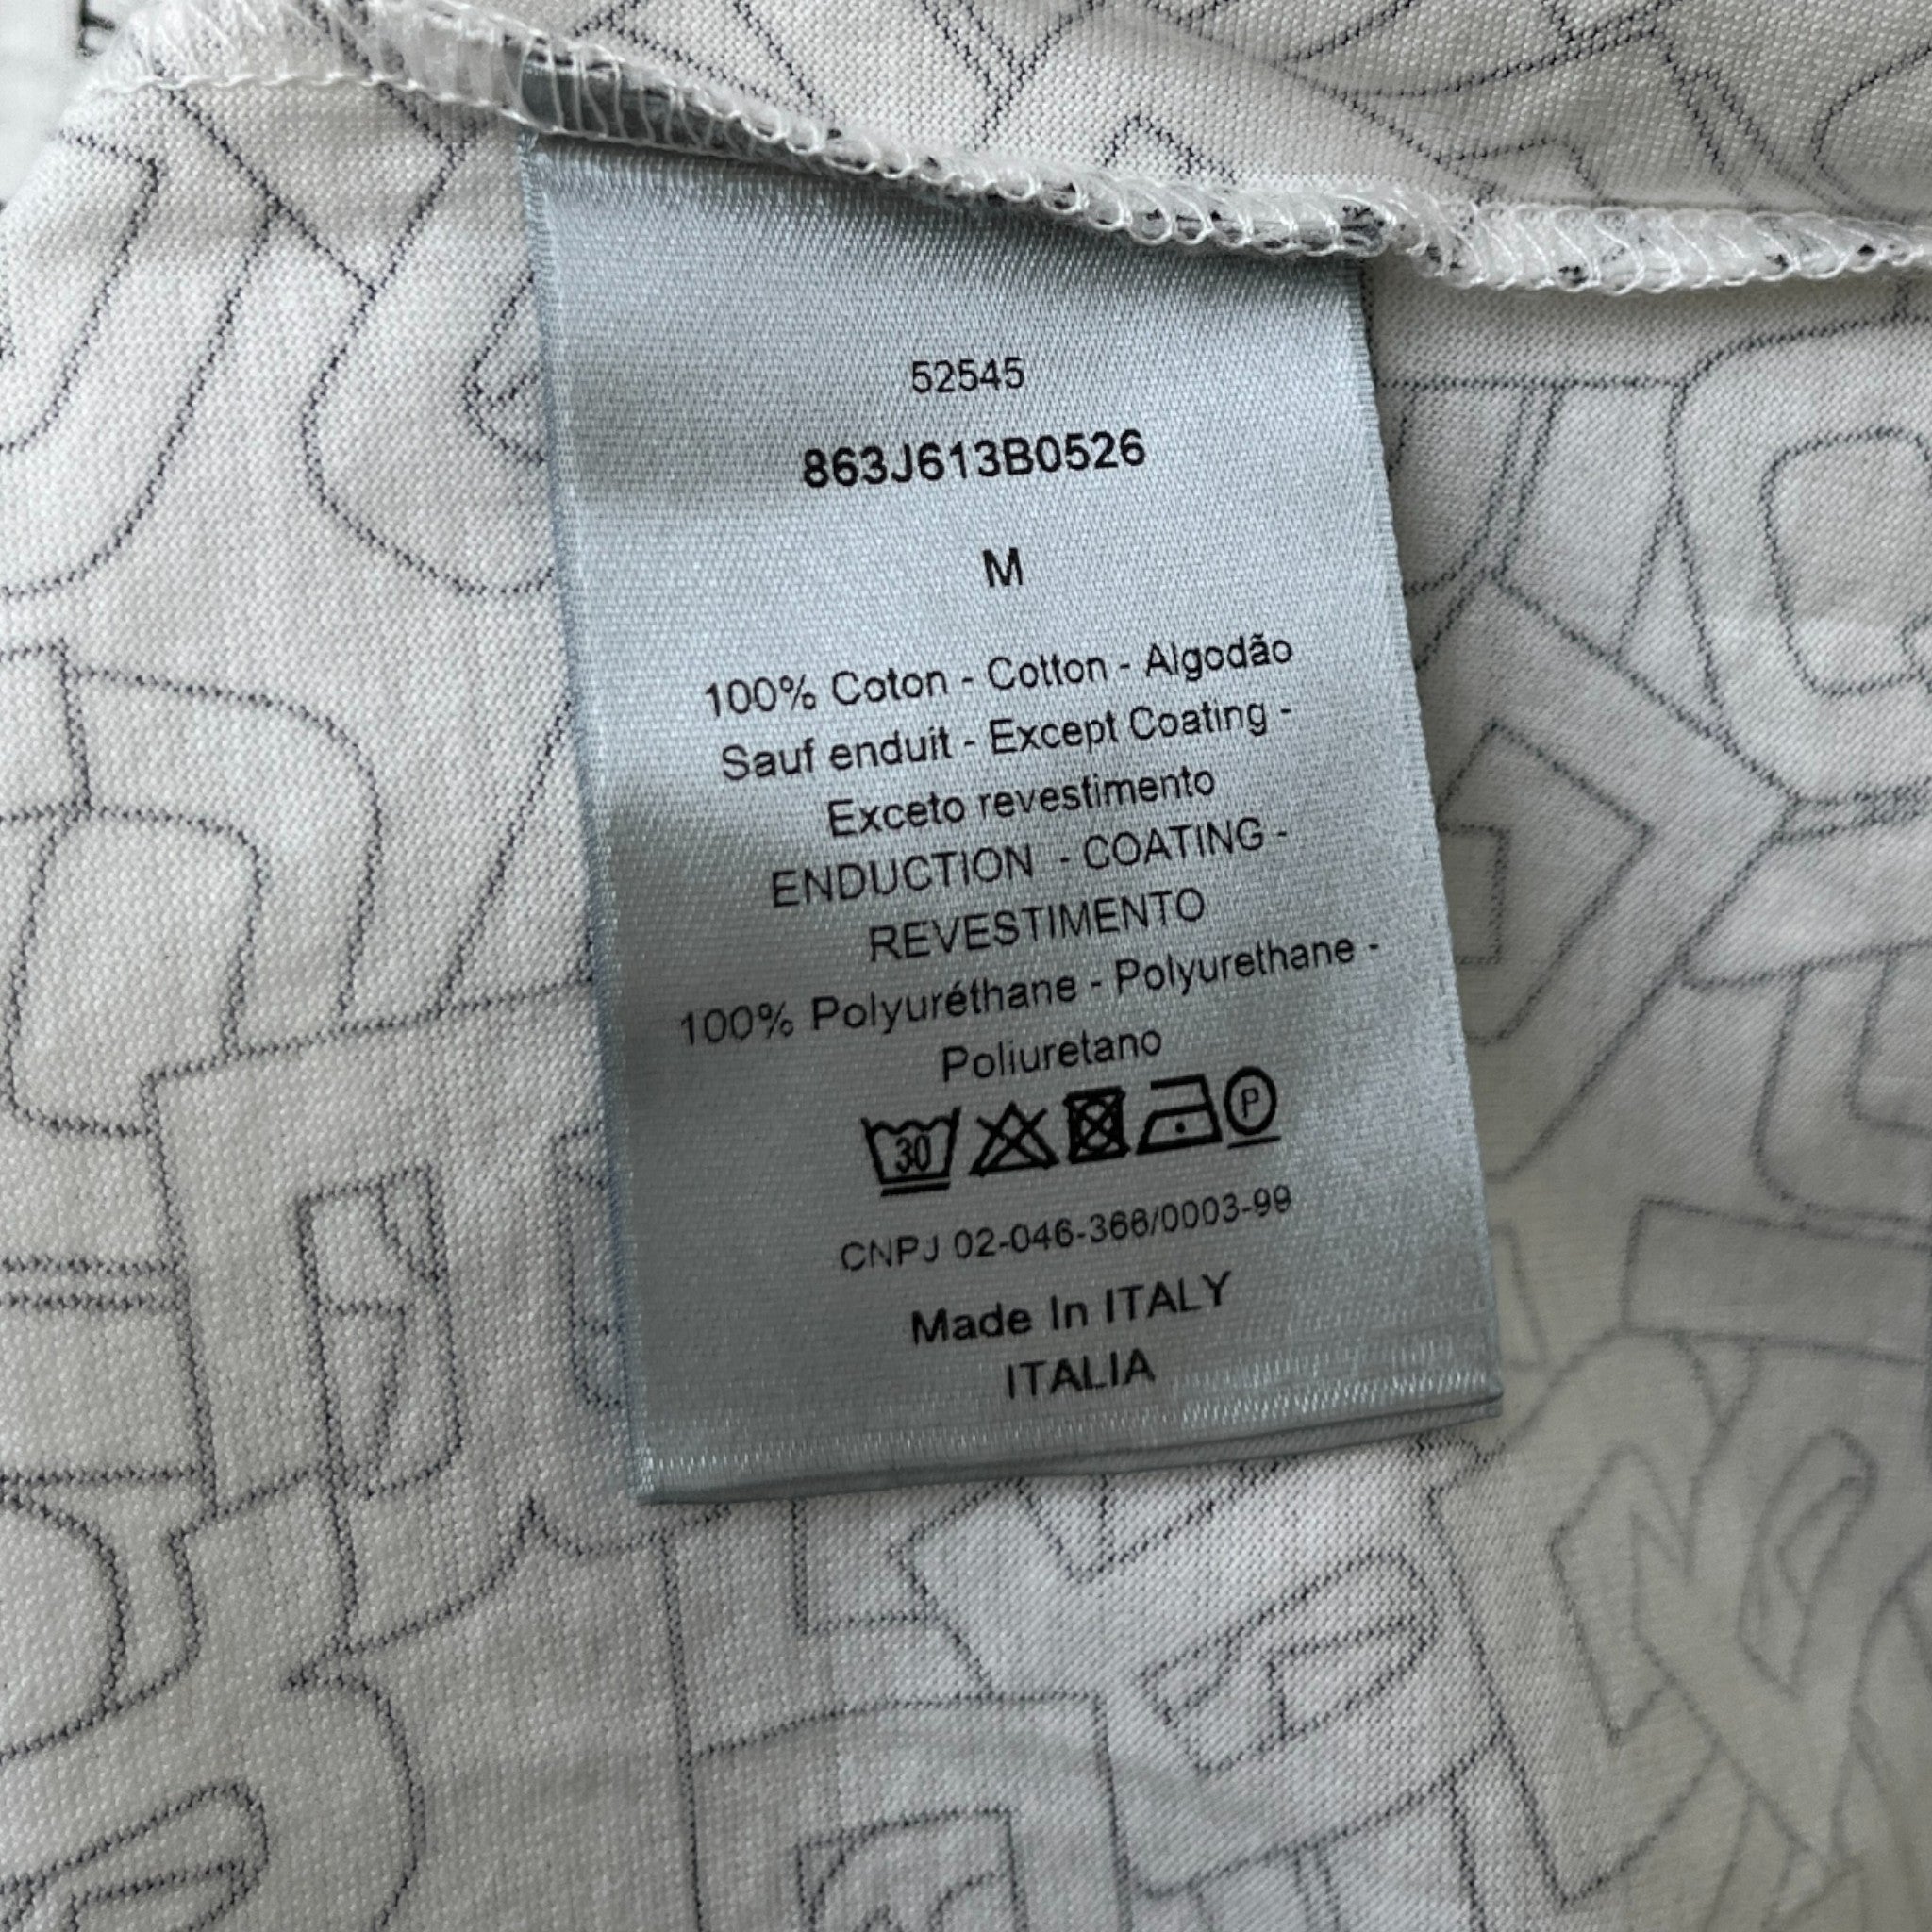 52545
863J613B0526
M
100% Coton - Cotton - Algodão
Sauf enduit - Except Coating -
Exceto revestimento
ENDUCTION - COATING -
REVESTIMENTO
100% Polyuréthane - Polyurethane -
Poliuretano
30 P
CNPJ 02-046-366/0003-99
Made In ITALY
ITALIA